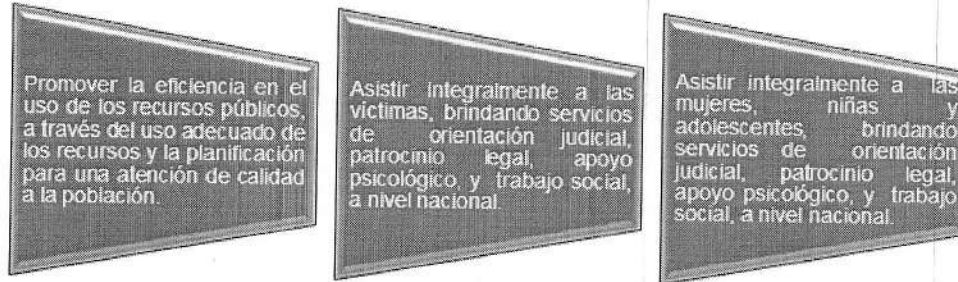 Promover la eficiencia en el
uso de los recursos públicos,
a través del uso adecuado de
los recursos y la planificación
para una atención de calidad
a la población.
Asistir integralmente a las
víctimas, brindando servicios
de orientación judicial,
patrocinio legal, apoyo
psicológico, y trabajo social,
a nivel nacional.
Asistir integralmente a las
mujeres, niñas y
adolescentes, brindando
servicios de orientación
judicial, patrocinio legal,
apoyo psicológico, y trabajo
social, a nivel nacional.